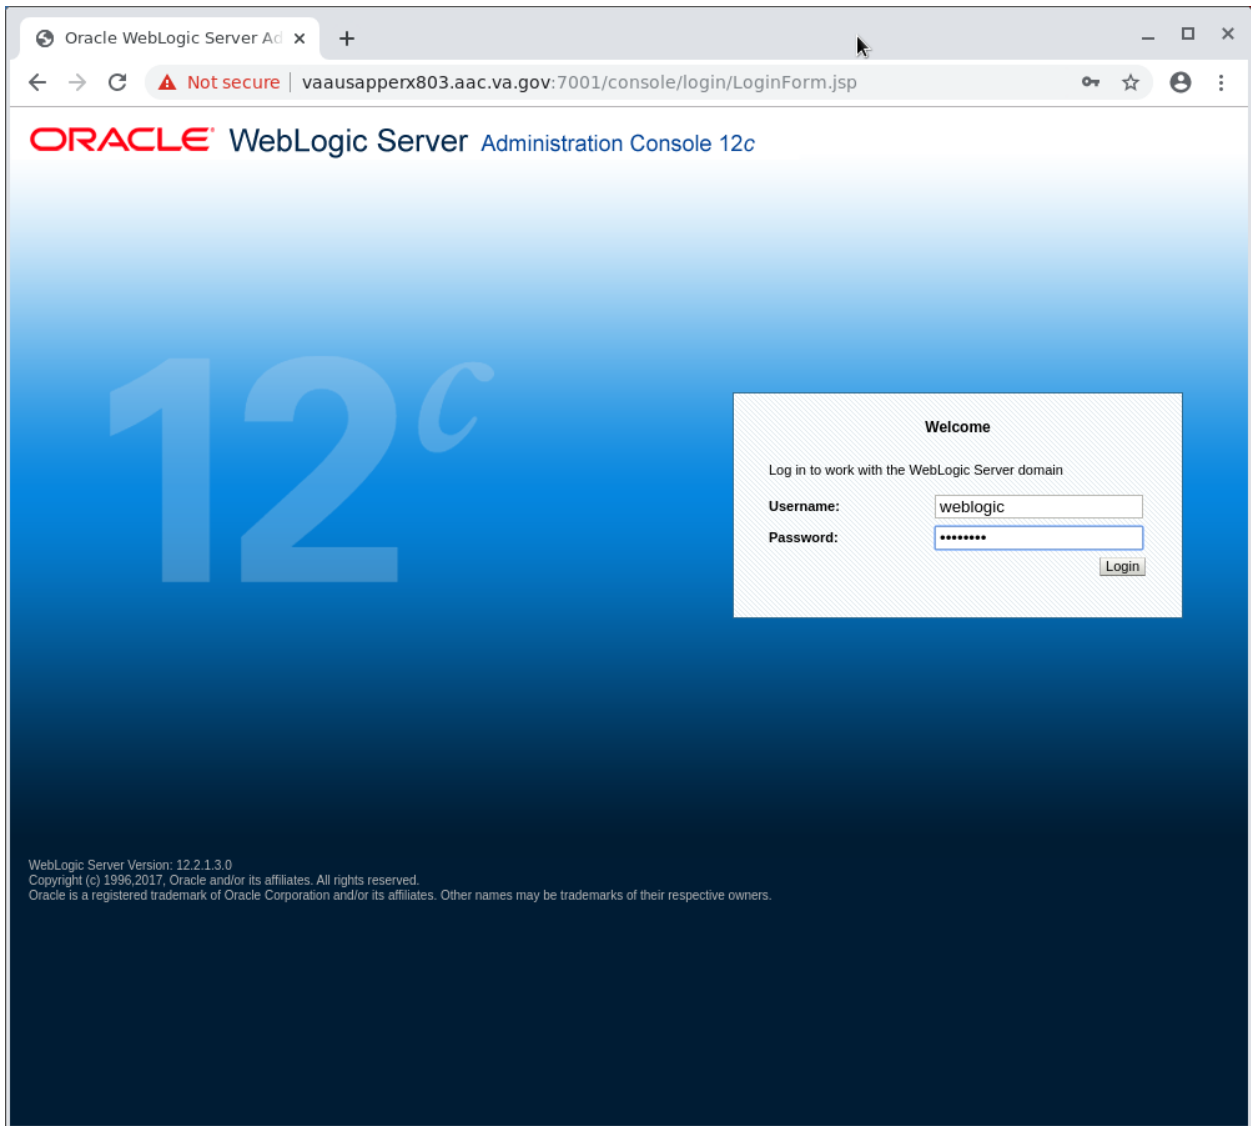 Oracle WebLogic Server Ad
Not secure vaausapperx803.aac.va.gov:7001/console/login/LoginForm.jsp
ORACLE® WebLogic Server Administration Console 12c
12c
Welcome
Log in to work with the WebLogic Server domain
Username: weblogic
Password: ••••••••
Login
WebLogic Server Version: 12.2.1.3.0
Copyright (c) 1996,2017, Oracle and/or its affiliates. All rights reserved.
Oracle is a registered trademark of Oracle Corporation and/or its affiliates. Other names may be trademarks of their respective owners.